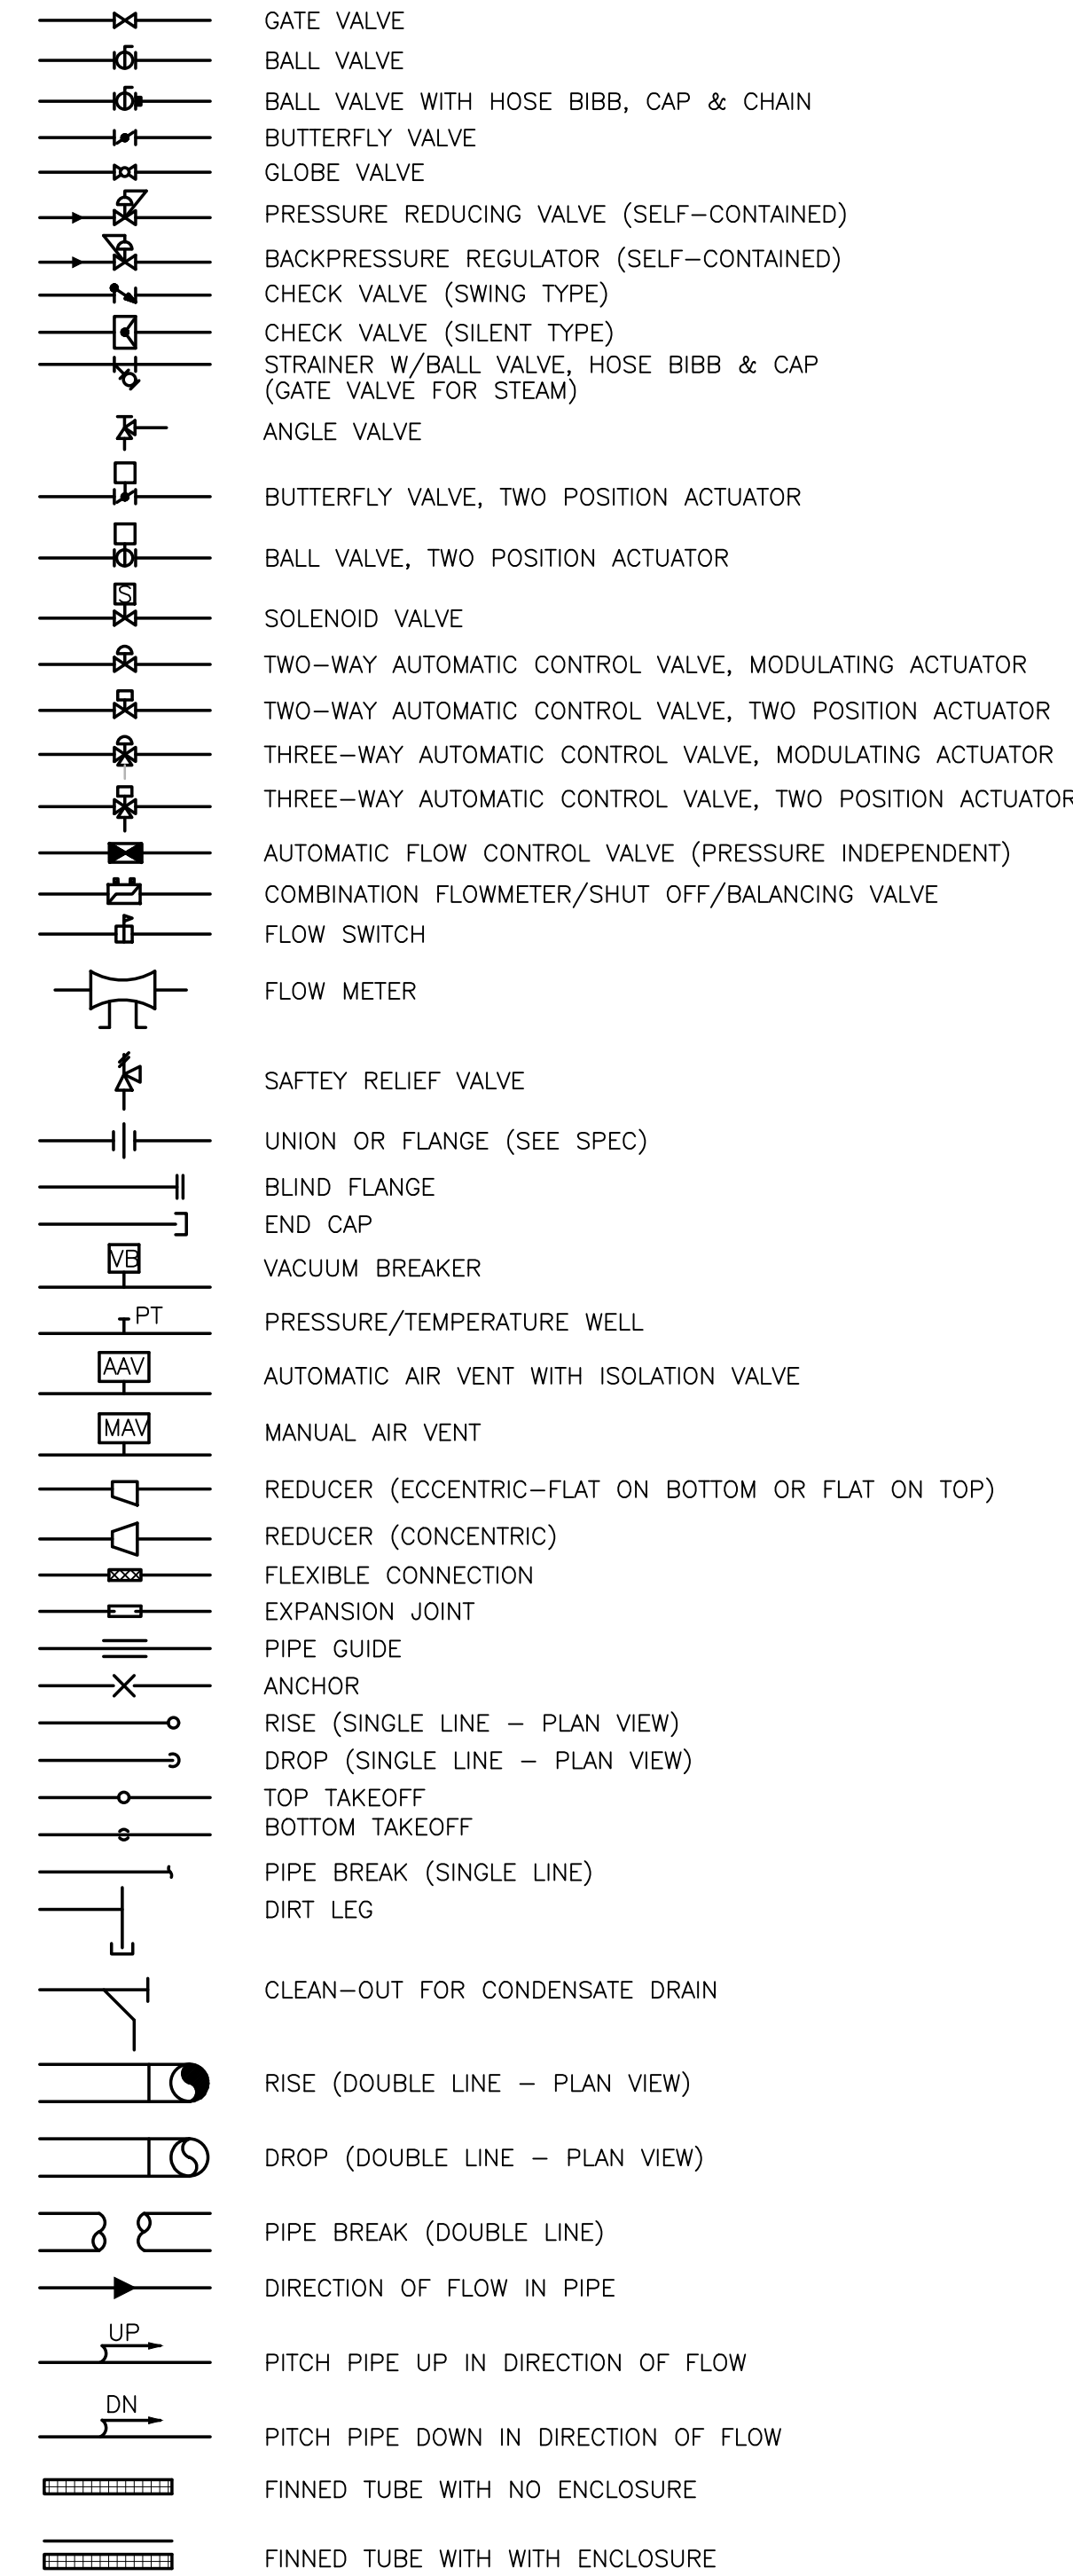 GATE VALVE
BALL VALVE
BALL VALVE WITH HOSE BIBB, CAP & CHAIN
BUTTERFLY VALVE
GLOBE VALVE
PRESSURE REDUCING VALVE (SELF-CONTAINED)
BACKPRESSURE REGULATOR (SELF-CONTAINED)
CHECK VALVE (SWING TYPE)
CHECK VALVE (SILENT TYPE)
STRAINER W/BALL VALVE, HOSE BIBB & CAP
(GATE VALVE FOR STEAM)
ANGLE VALVE
BUTTERFLY VALVE, TWO POSITION ACTUATOR
BALL VALVE, TWO POSITION ACTUATOR
S
SOLENOID VALVE
TWO-WAY AUTOMATIC CONTROL VALVE, MODULATING ACTUATOR
TWO-WAY AUTOMATIC CONTROL VALVE, TWO POSITION ACTUATOR
THREE-WAY AUTOMATIC CONTROL VALVE, MODULATING ACTUATOR
THREE-WAY AUTOMATIC CONTROL VALVE, TWO POSITION ACTUATOR
AUTOMATIC FLOW CONTROL VALVE (PRESSURE INDEPENDENT)
COMBINATION FLOWMETER/SHUT OFF/BALANCING VALVE
FLOW SWITCH
FLOW METER
SAFTEY RELIEF VALVE
UNION OR FLANGE (SEE SPEC)
BLIND FLANGE
END CAP
VB
VACUUM BREAKER
PT
PRESSURE/TEMPERATURE WELL
AAV
AUTOMATIC AIR VENT WITH ISOLATION VALVE
MAV
MANUAL AIR VENT
REDUCER (ECCENTRIC-FLAT ON BOTTOM OR FLAT ON TOP)
REDUCER (CONCENTRIC)
FLEXIBLE CONNECTION
EXPANSION JOINT
PIPE GUIDE
ANCHOR
RISE (SINGLE LINE - PLAN VIEW)
DROP (SINGLE LINE - PLAN VIEW)
TOP TAKEOFF
BOTTOM TAKEOFF
PIPE BREAK (SINGLE LINE)
DIRT LEG
CLEAN-OUT FOR CONDENSATE DRAIN
RISE (DOUBLE LINE - PLAN VIEW)
DROP (DOUBLE LINE - PLAN VIEW)
PIPE BREAK (DOUBLE LINE)
DIRECTION OF FLOW IN PIPE
UP
PITCH PIPE UP IN DIRECTION OF FLOW
DN
PITCH PIPE DOWN IN DIRECTION OF FLOW
FINNED TUBE WITH NO ENCLOSURE
FINNED TUBE WITH WITH ENCLOSURE